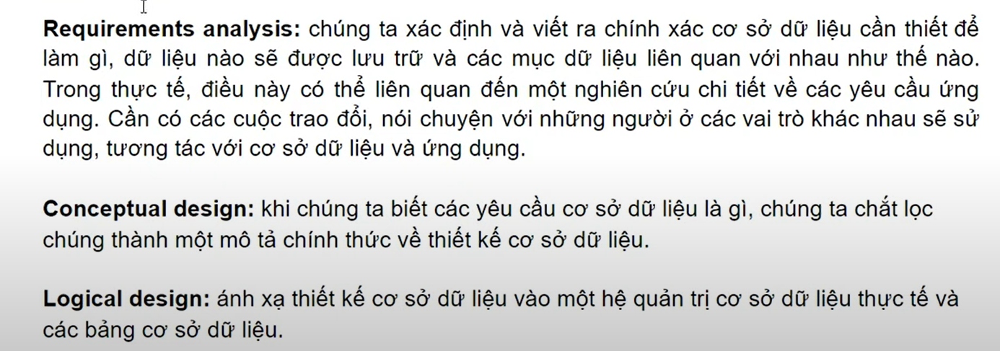 Requirements analysis: chúng ta xác định và viết ra chính xác cơ sở dữ liệu cần thiết để
làm gì, dữ liệu nào sẽ được lưu trữ và các mục dữ liệu liên quan với nhau như thế nào.
Trong thực tế, điều này có thể liên quan đến một nghiên cứu chi tiết về các yêu cầu ứng
dụng. Cần có các cuộc trao đổi, nói chuyện với những người ở các vai trò khác nhau sẽ sử
dụng, tương tác với cơ sở dữ liệu và ứng dụng.
Conceptual design: khi chúng ta biết các yêu cầu cơ sở dữ liệu là gì, chúng ta chắt lọc
chúng thành một mô tả chính thức về thiết kế cơ sở dữ liệu.
Logical design: ánh xạ thiết kế cơ sở dữ liệu vào một hệ quản trị cơ sở dữ liệu thực tế và
các bảng cơ sở dữ liệu.